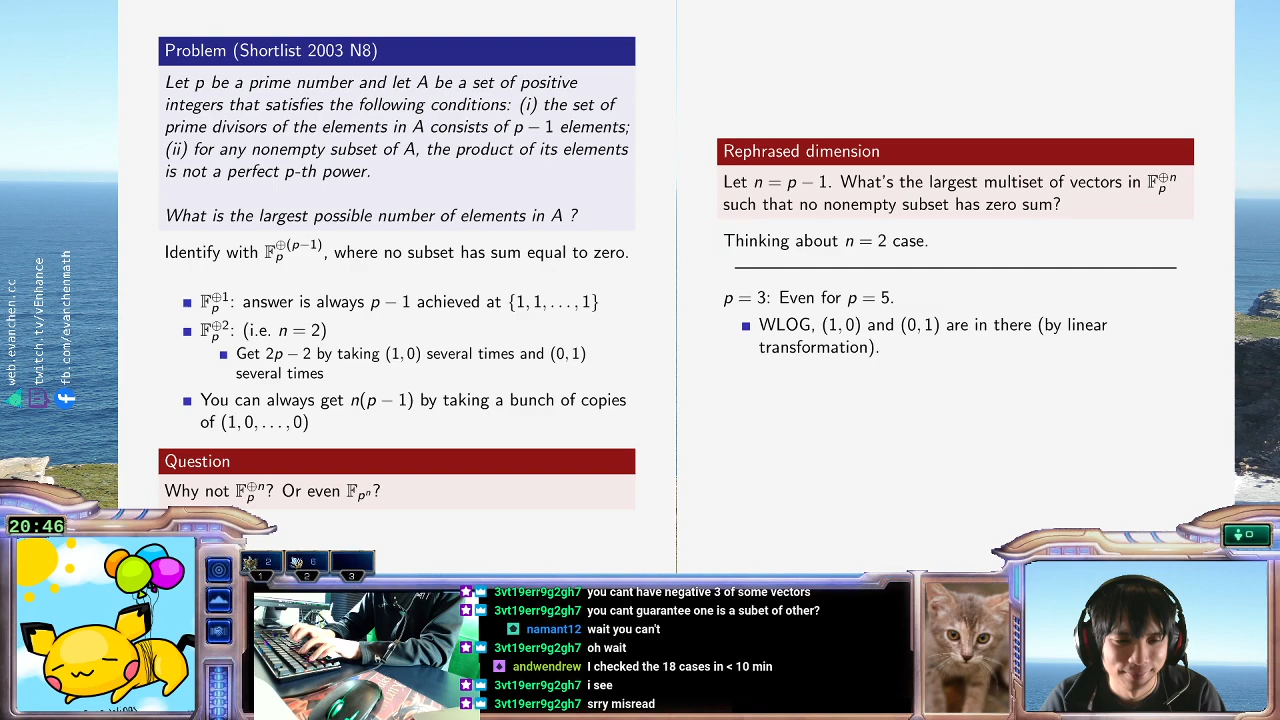 Problem (Shortlist 2003 N8)
Let p be a prime number and let A be a set of positive
integers that satisfies the following conditions: (i) the set of
prime divisors of the elements in A consists of p − 1 elements;
(ii) for any nonempty subset of A, the product of its elements
is not a perfect p-th power.
What is the largest possible number of elements in A ?
Identify with 𝔽ₚ^⊕(p−1), where no subset has sum equal to zero.
■ 𝔽ₚ^⊕1: answer is always p − 1 achieved at {1, 1, . . . , 1}
■ 𝔽ₚ^⊕2: (i.e. n = 2)
■ Get 2p − 2 by taking (1, 0) several times and (0, 1)
several times
■ You can always get n(p − 1) by taking a bunch of copies
of (1, 0, . . . , 0)
Question
Why not 𝔽ₚ^⊕n? Or even 𝔽_pⁿ?
Rephrased dimension
Let n = p − 1. What's the largest multiset of vectors in 𝔽ₚ^⊕n
such that no nonempty subset has zero sum?
Thinking about n = 2 case.
p = 3: Even for p = 5.
■ WLOG, (1, 0) and (0, 1) are in there (by linear
transformation).
web.evanchen.cc
twitch.tv/vEnhance
fb.com/evanchenmath
20:46
2
6
1
2
3
0
3vt19err9g2gh7 you cant have negative 3 of some vectors
3vt19err9g2gh7 you cant guarantee one is a subet of other?
namant12 wait you can't
3vt19err9g2gh7 oh wait
andwendrew I checked the 18 cases in < 10 min
3vt19err9g2gh7 i see
3vt19err9g2gh7 srry misread